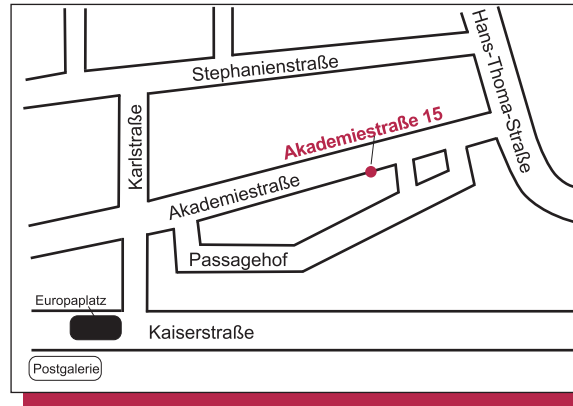 Hans-Thoma-Straße
Stephanienstraße
Karlstraße
Akademiestraße 15
Akademiestraße
Passagehof
Europaplatz
Kaiserstraße
Postgalerie